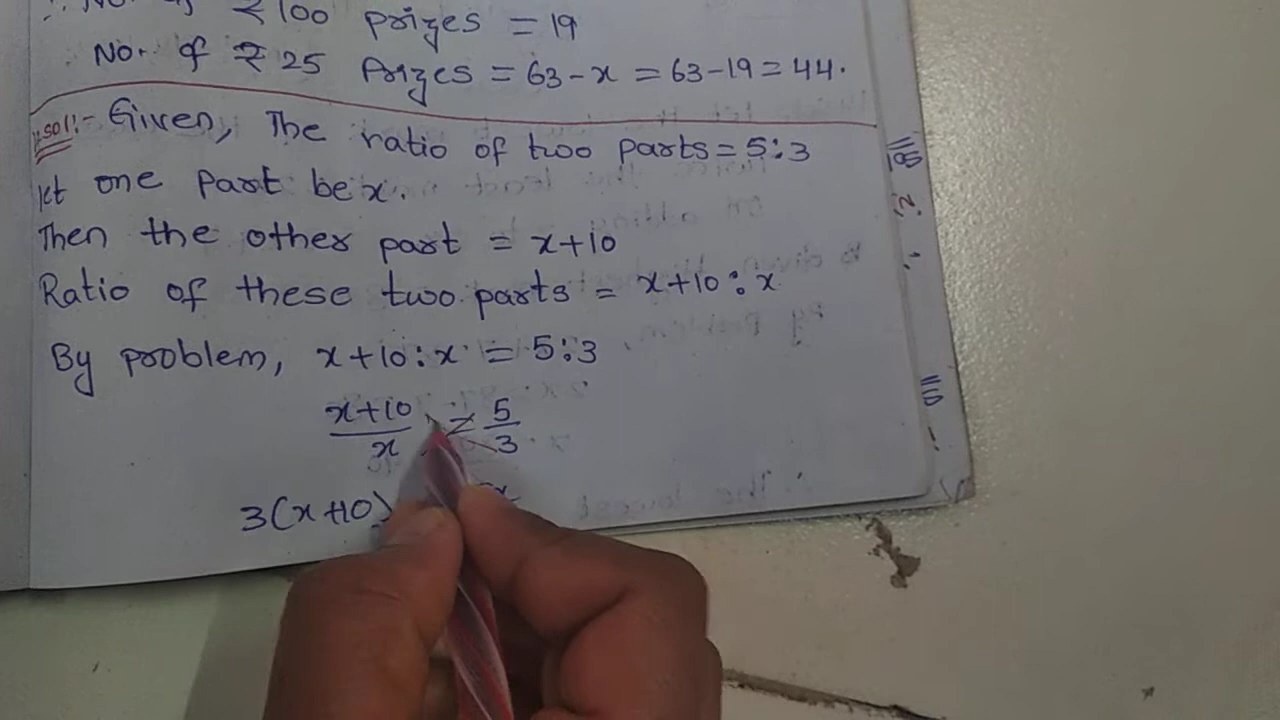 ₹100 prizes = 19
No. of ₹ 25 Prizes = 63-x = 63-19 = 44.
sol:- Given, The ratio of two parts = 5:3
let one part be x.
Then the other part = x+10
Ratio of these two parts = x+10 : x
By problem, x+10 : x = 5:3
x+10/x = 5/3
3(x+10)